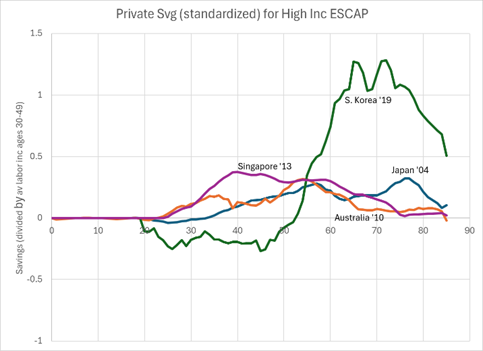 Private Svg (standardized) for High Inc ESCAP
1.5
1
0.5
0
-0.5
-1
Savings (divided by av labor inc ages 30-49)
S. Korea '19
Singapore '13
Japan '04
Australia '10
0 10 20 30 40 50 60 70 80 90